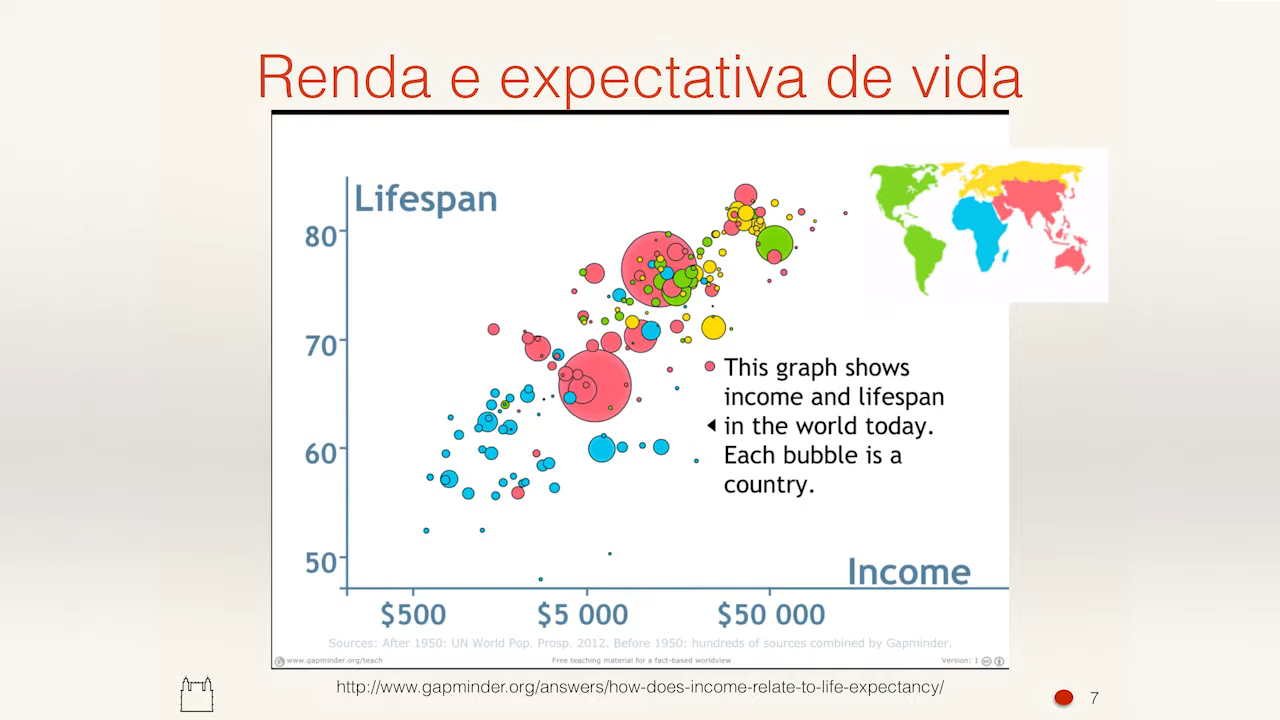 Renda e expectativa de vida
Lifespan
80
70
60
50
This graph shows
income and lifespan
in the world today.
Each bubble is a
country.
Income
$500
$5 000
$50 000
Sources: After 1950: UN World Pop. Prosp. 2012. Before 1950: hundreds of sources combined by Gapminder.
www.gapminder.org/teach
Free teaching material for a fact-based worldview
Version: 1
http://www.gapminder.org/answers/how-does-income-relate-to-life-expectancy/
7